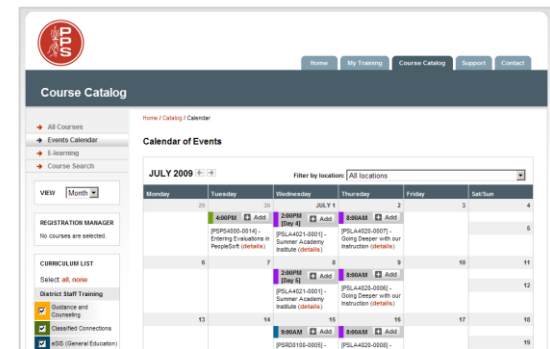 PPS
Home
My Training
Course Catalog
Support
Contact
Course Catalog
Home / Catalog / Calendar
All Courses
Events Calendar
E-learning
Course Search
Calendar of Events
VIEW Month
JULY 2009
Filter by location: All locations
REGISTRATION MANAGER
No courses are selected.
CURRICULUM LIST
Select all, none
District Staff Training
Guidance and
Counseling
Classified Connections
eSIS (General Education)
Monday Tuesday Wednesday Thursday Friday Sat/Sun
29 30 JULY 1 2 3 4
4:00PM Add
[PSPS4000-0014] -
Entering Evaluations in
PeopleSoft (details)
2:00PM
[Day 4] Add
[PSLA4021-0001] -
Summer Academy
Institute (details)
8:00AM Add
[PSLA4020-0007] -
Going Deeper with our
Instruction (details)
5
6 7 8 9 10 11
2:00PM
[Day 5] Add
[PSLA4021-0001] -
Summer Academy
Institute (details)
8:00AM Add
[PSLA4020-0006] -
Going Deeper with our
Instruction (details)
12
13 14 15 16 17 18
9:00AM Add
[PSRD0100-0005] -
8:00AM Add
[PSLA4020-0008] -
19